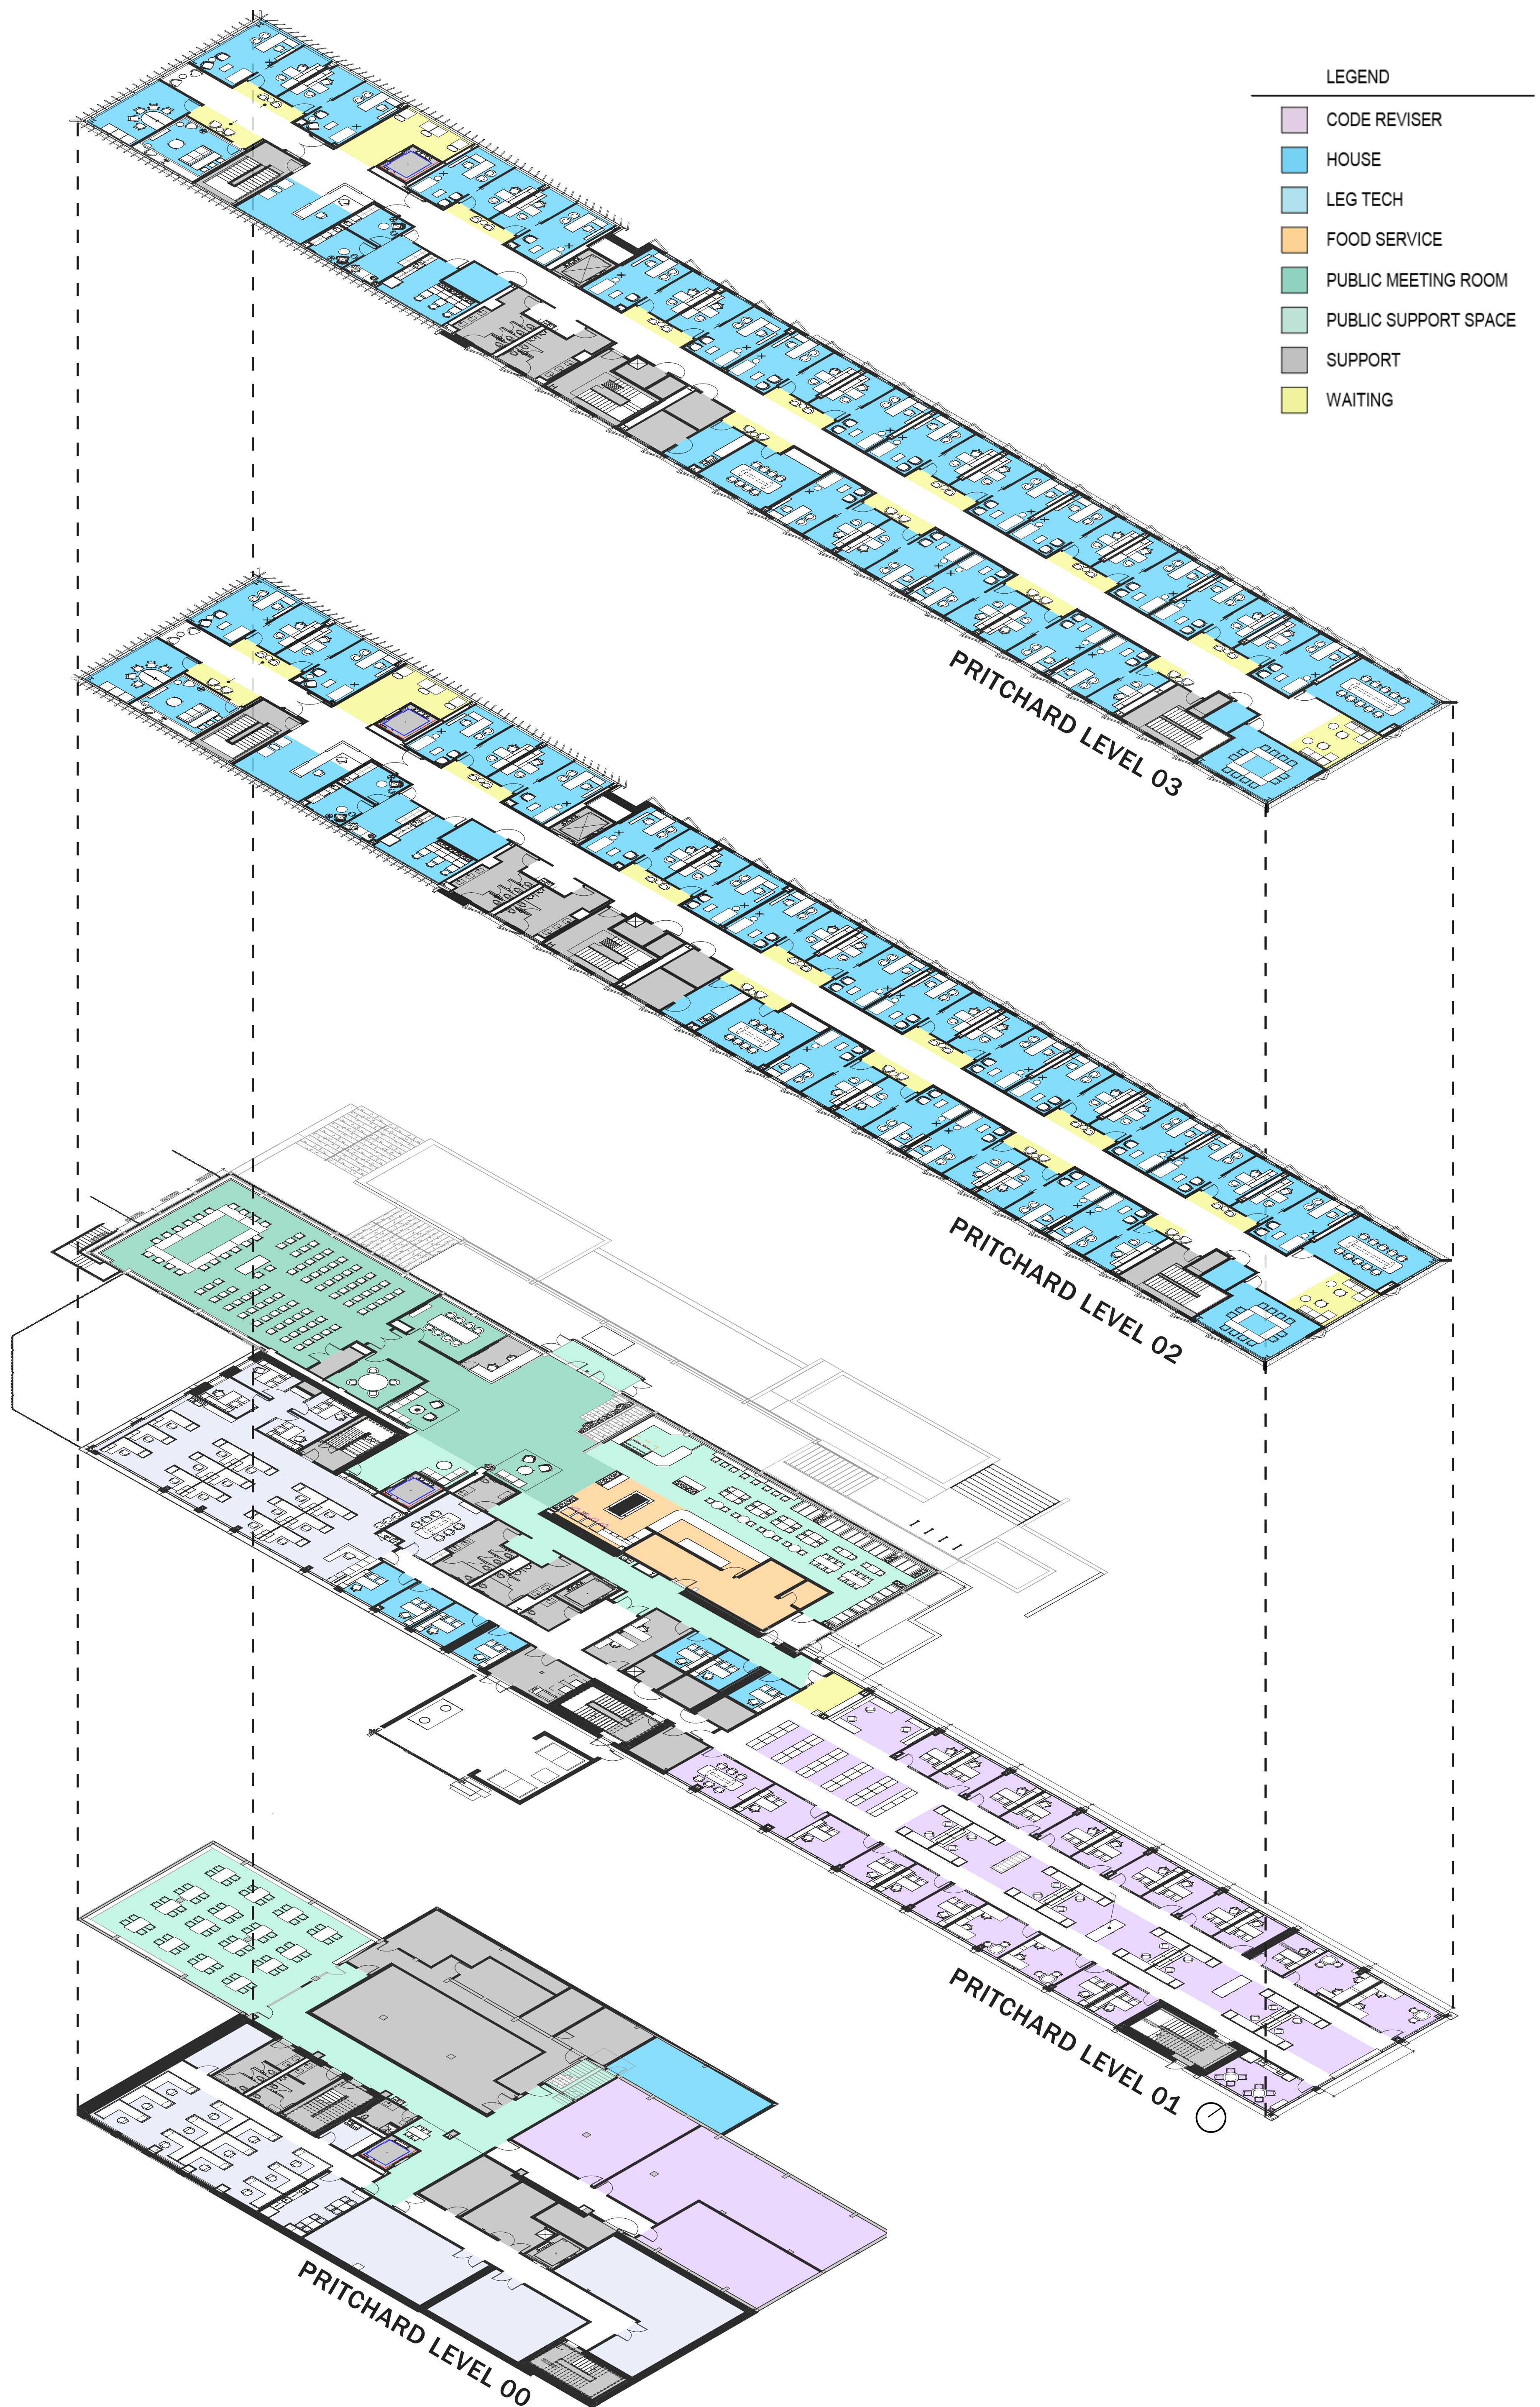 LEGEND
CODE REVISER
HOUSE
LEG TECH
FOOD SERVICE
PUBLIC MEETING ROOM
PUBLIC SUPPORT SPACE
SUPPORT
WAITING
PRITCHARD LEVEL 03
PRITCHARD LEVEL 02
PRITCHARD LEVEL 01
PRITCHARD LEVEL 00